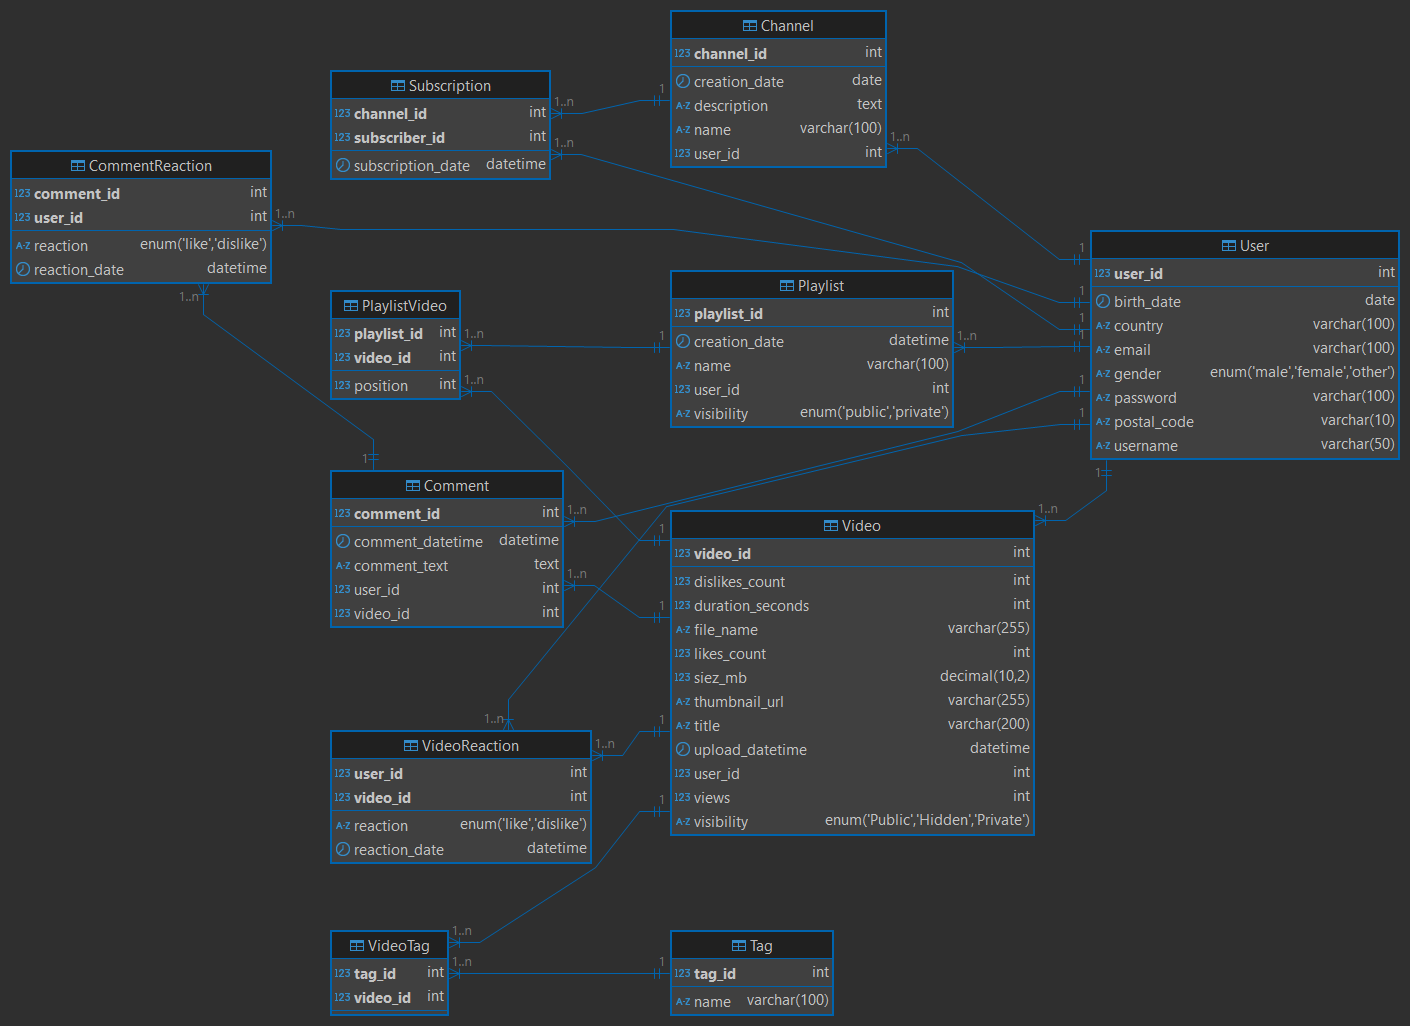 Channel
123 channel_id int
creation_date date
A-Z description text
A-Z name varchar(100)
123 user_id int
Subscription
123 channel_id int
123 subscriber_id int
subscription_date datetime
1..n
1
1..n
1..n
CommentReaction
123 comment_id int
123 user_id int
A-Z reaction enum('like','dislike')
reaction_date datetime
1..n
1..n
User
123 user_id int
birth_date date
A-Z country varchar(100)
A-Z email varchar(100)
A-Z gender enum('male','female','other')
A-Z password varchar(100)
A-Z postal_code varchar(10)
A-Z username varchar(50)
1
1
1
1
1
1
1
Playlist
123 playlist_id int
creation_date datetime
A-Z name varchar(100)
123 user_id int
A-Z visibility enum('public','private')
1
1..n
PlaylistVideo
123 playlist_id int
123 video_id int
123 position int
1..n
1..n
1
Comment
123 comment_id int
comment_datetime datetime
A-Z comment_text text
123 user_id int
123 video_id int
1..n
1..n
Video
123 video_id int
123 dislikes_count int
123 duration_seconds int
A-Z file_name varchar(255)
123 likes_count int
123 siez_mb decimal(10,2)
A-Z thumbnail_url varchar(255)
A-Z title varchar(200)
upload_datetime datetime
123 user_id int
123 views int
A-Z visibility enum('Public','Hidden','Private')
1..n
1
1
1
1
VideoReaction
123 user_id int
123 video_id int
A-Z reaction enum('like','dislike')
reaction_date datetime
1..n
1..n
VideoTag
123 tag_id int
123 video_id int
1..n
1..n
1
Tag
123 tag_id int
A-Z name varchar(100)